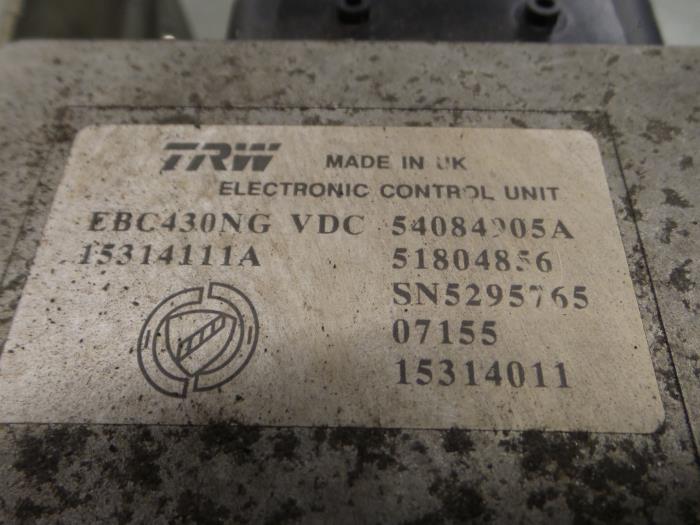 TRW MADE IN UK
ELECTRONIC CONTROL UNIT
EBC430NG VDC 54084905A
15314111A 51804856
SN5295765
07155
15314011